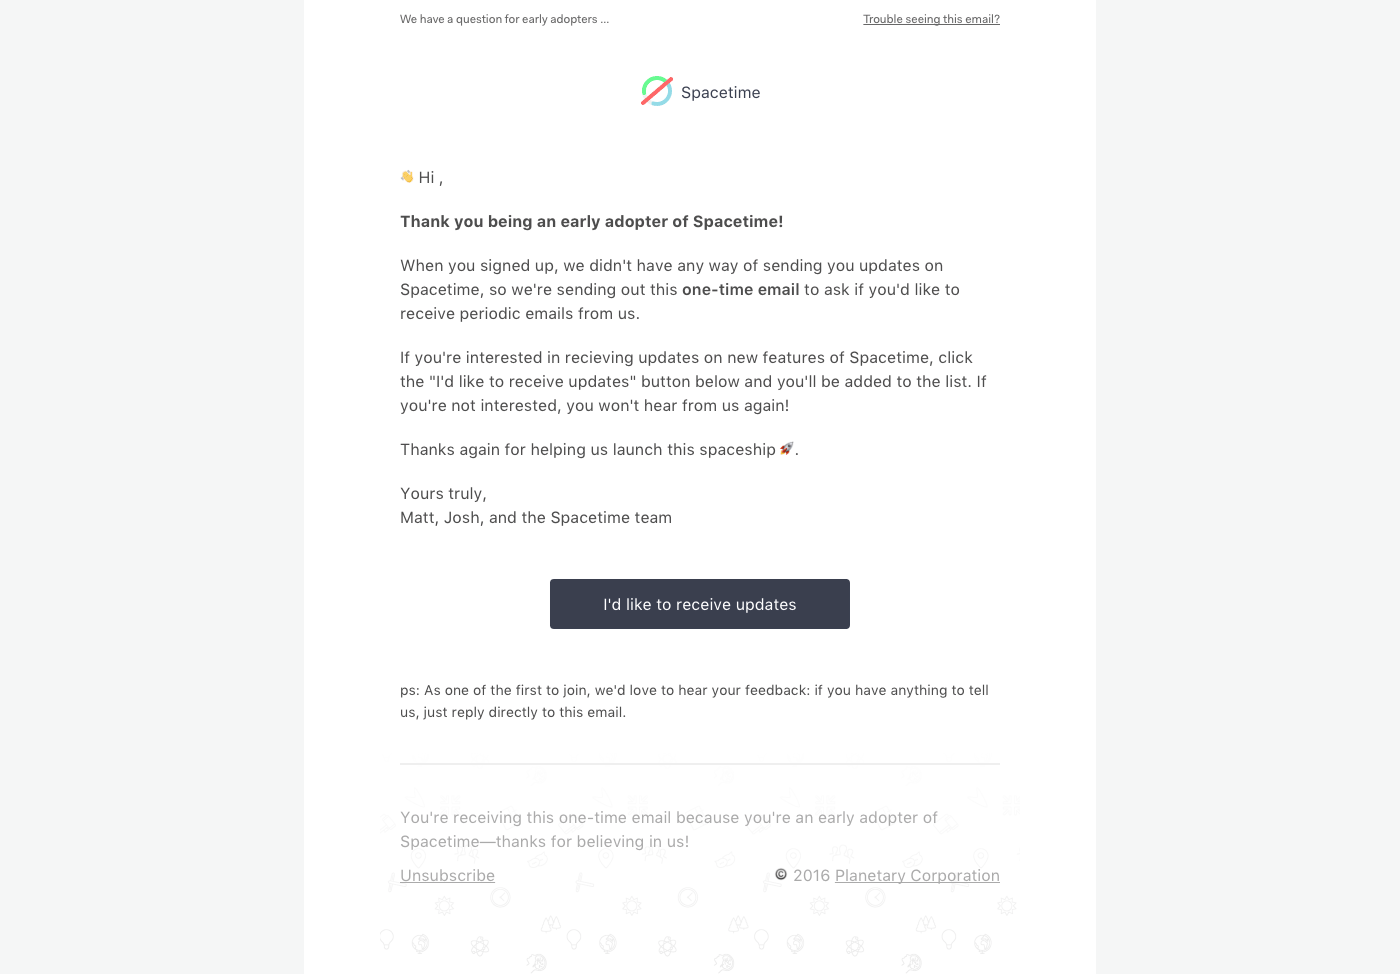 We have a question for early adopters ...
Trouble seeing this email?
Spacetime
👋 Hi ,
Thank you being an early adopter of Spacetime!
When you signed up, we didn't have any way of sending you updates on
Spacetime, so we're sending out this one-time email to ask if you'd like to
receive periodic emails from us.
If you're interested in recieving updates on new features of Spacetime, click
the "I'd like to receive updates" button below and you'll be added to the list. If
you're not interested, you won't hear from us again!
Thanks again for helping us launch this spaceship 🚀.
Yours truly,
Matt, Josh, and the Spacetime team
I'd like to receive updates
ps: As one of the first to join, we'd love to hear your feedback: if you have anything to tell
us, just reply directly to this email.
You're receiving this one-time email because you're an early adopter of
Spacetime—thanks for believing in us!
Unsubscribe
© 2016 Planetary Corporation